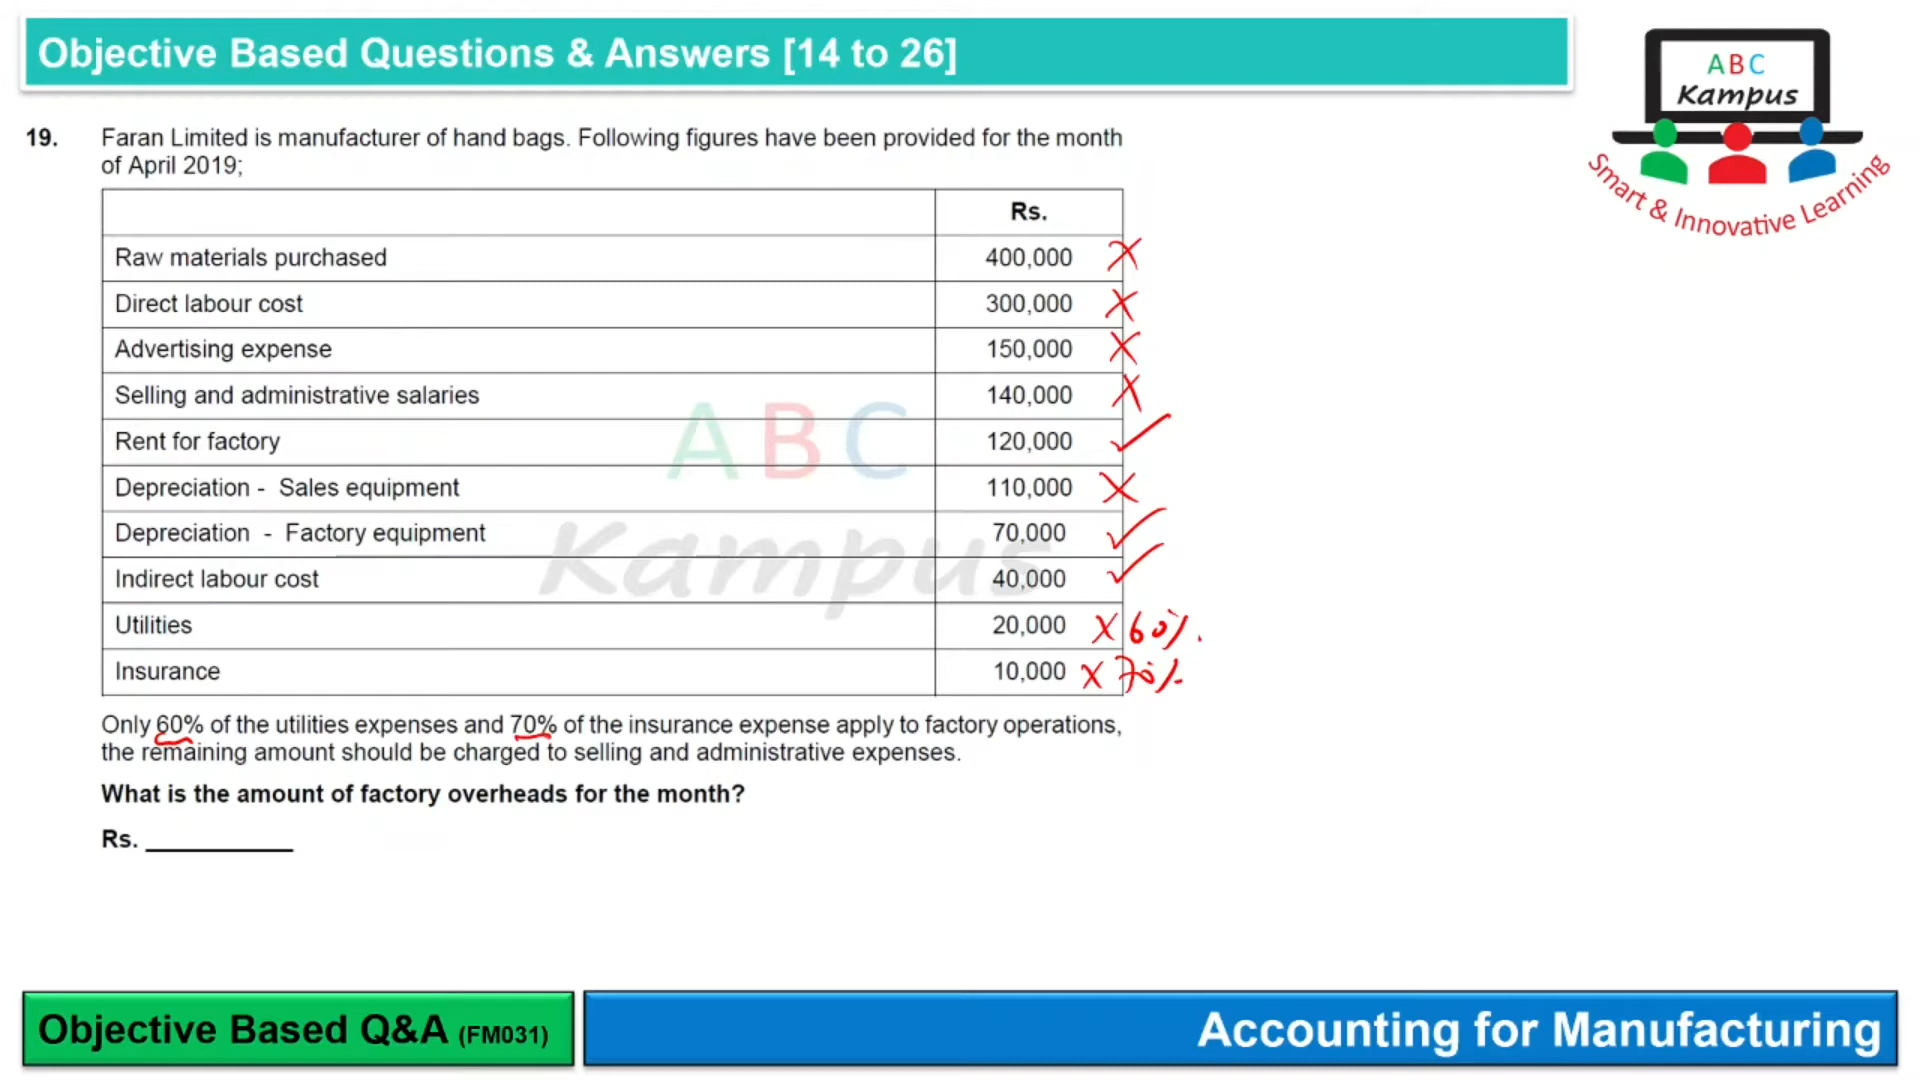 Objective Based Questions & Answers [14 to 26]
ABC
Kampus
Smart & Innovative Learning
19. Faran Limited is manufacturer of hand bags. Following figures have been provided for the month
of April 2019;
Rs.
Raw materials purchased 400,000 X
Direct labour cost 300,000 X
Advertising expense 150,000 X
Selling and administrative salaries 140,000 X
Rent for factory 120,000 ✓
Depreciation - Sales equipment 110,000 X
Depreciation - Factory equipment 70,000 ✓
Indirect labour cost 40,000 ✓
Utilities 20,000 X 60%.
Insurance 10,000 X 70%
ABC
Kampus
Only 60% of the utilities expenses and 70% of the insurance expense apply to factory operations,
the remaining amount should be charged to selling and administrative expenses.
What is the amount of factory overheads for the month?
Rs. __________
Objective Based Q&A (FM031)
Accounting for Manufacturing